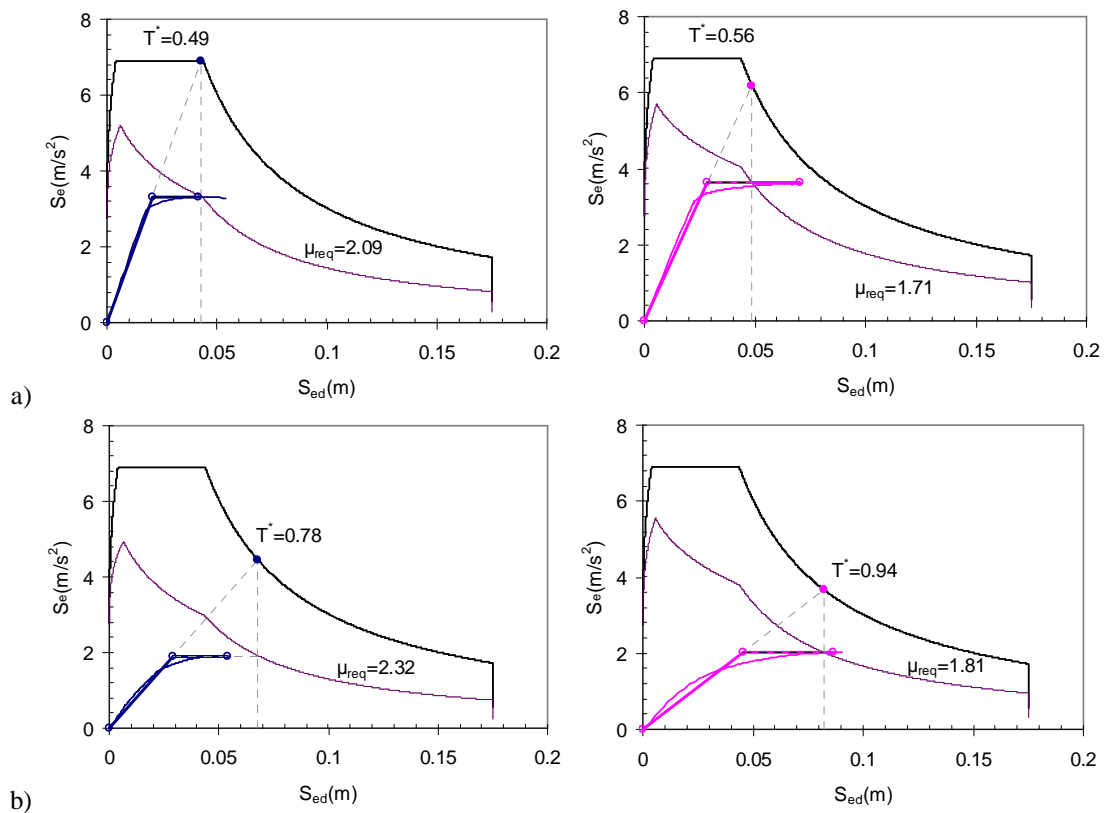 8
6
4
2
0
T*=0.49
μreq=2.09
Se(m/s²)
0 0.05 0.1 0.15 0.2
Sed(m)
8
6
4
2
0
T*=0.56
μreq=1.71
Se(m/s²)
0 0.05 0.1 0.15 0.2
Sed(m)
a)
8
6
4
2
0
T*=0.78
μreq=2.32
Se(m/s²)
0 0.05 0.1 0.15 0.2
Sed(m)
8
6
4
2
0
T*=0.94
μreq=1.81
Se(m/s²)
0 0.05 0.1 0.15 0.2
Sed(m)
b)